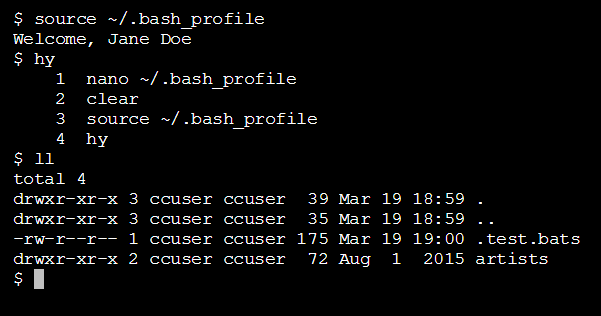 $ source ~/.bash_profile
Welcome, Jane Doe
$ hy
    1  nano ~/.bash_profile
    2  clear
    3  source ~/.bash_profile
    4  hy
$ ll
total 4
drwxr-xr-x 3 ccuser ccuser  39 Mar 19 18:59 .
drwxr-xr-x 3 ccuser ccuser  35 Mar 19 18:59 ..
-rw-r--r-- 1 ccuser ccuser 175 Mar 19 19:00 .test.bats
drwxr-xr-x 2 ccuser ccuser  72 Aug  1  2015 artists
$